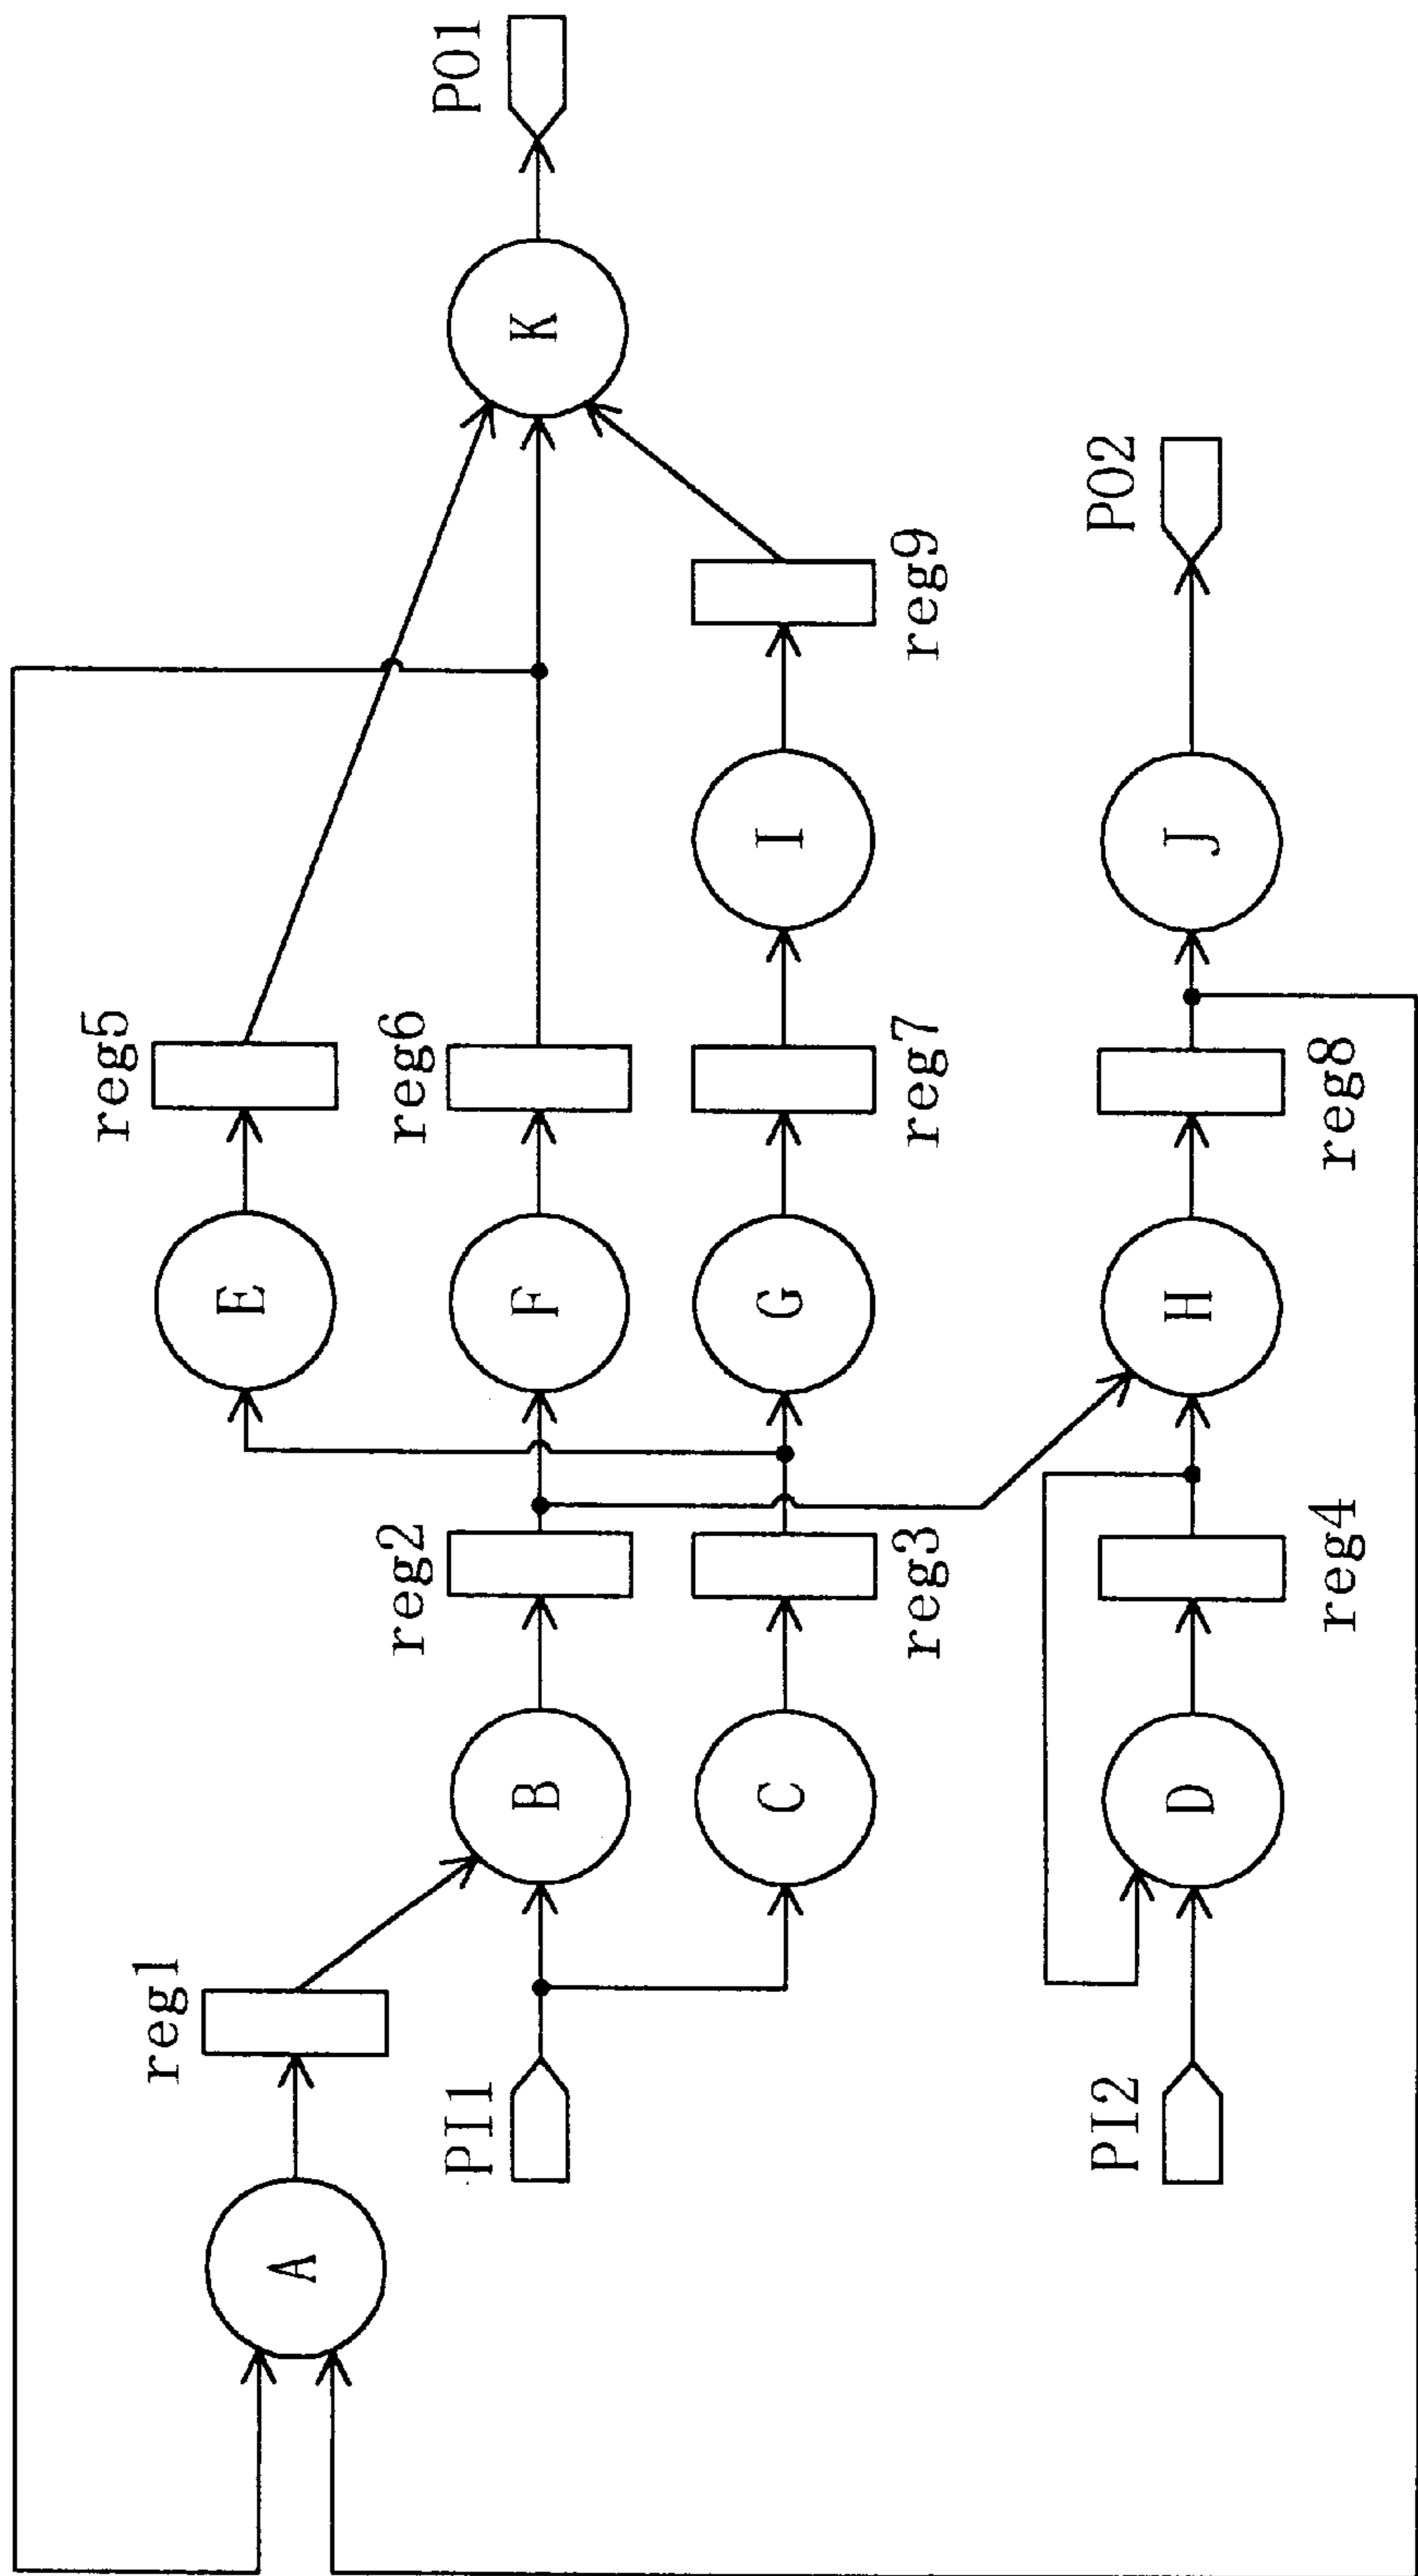 A
reg1
PI1
B
reg2
C
reg3
E
reg5
F
reg6
G
reg7
I
reg9
K
PO1
PI2
D
reg4
H
reg8
J
PO2